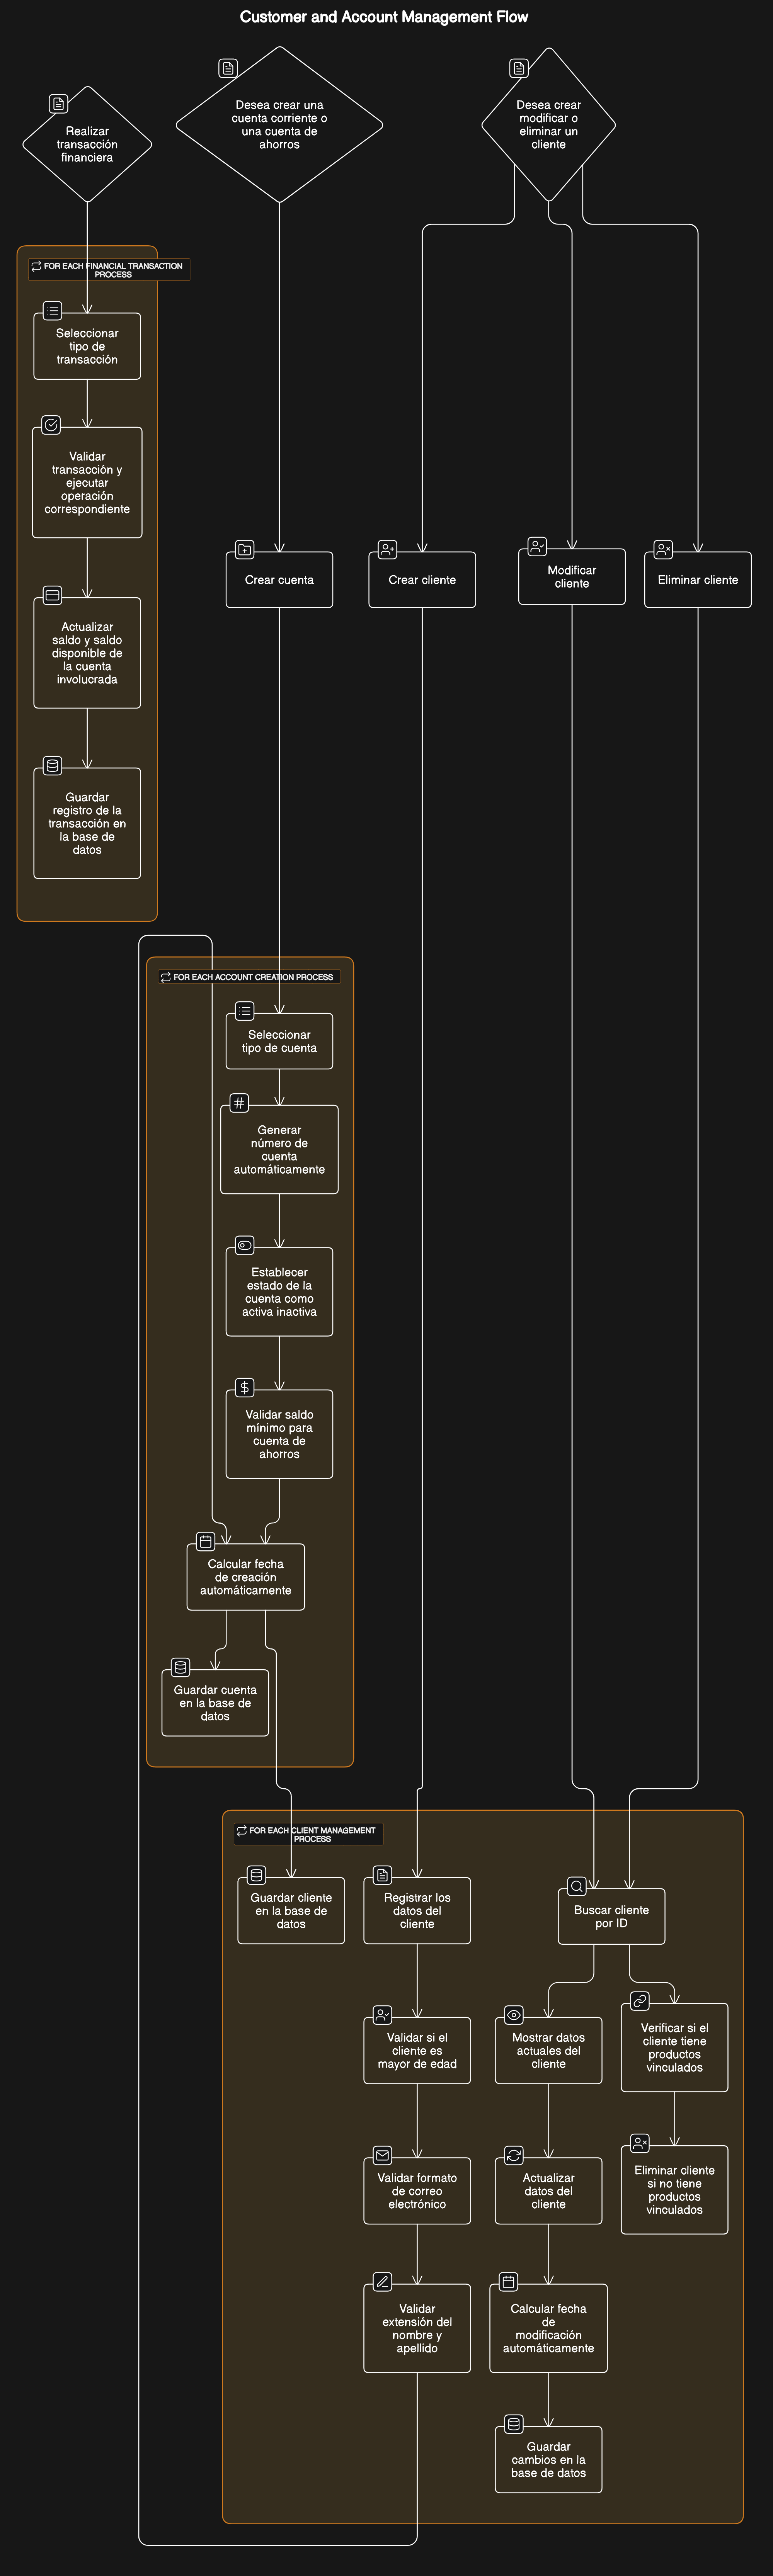 Customer and Account Management Flow
Realizar
transacción
financiera
Desea crear una
cuenta corriente o
una cuenta de
ahorros
Desea crear
modificar o
eliminar un
cliente
FOR EACH FINANCIAL TRANSACTION
PROCESS
Seleccionar
tipo de
transacción
Validar
transacción y
ejecutar
operación
correspondiente
Actualizar
saldo y saldo
disponible de
la cuenta
involucrada
Guardar
registro de la
transacción en
la base de
datos
Crear cuenta
Crear cliente
Modificar
cliente
Eliminar cliente
FOR EACH ACCOUNT CREATION PROCESS
Seleccionar
tipo de cuenta
Generar
número de
cuenta
automáticamente
Establecer
estado de la
cuenta como
activa inactiva
Validar saldo
mínimo para
cuenta de
ahorros
Calcular fecha
de creación
automáticamente
Guardar cuenta
en la base de
datos
FOR EACH CLIENT MANAGEMENT
PROCESS
Guardar cliente
en la base de
datos
Registrar los
datos del
cliente
Validar si el
cliente es
mayor de edad
Validar formato
de correo
electrónico
Validar
extensión del
nombre y
apellido
Buscar cliente
por ID
Mostrar datos
actuales del
cliente
Actualizar
datos del
cliente
Calcular fecha
de
modificación
automáticamente
Guardar
cambios en la
base de datos
Verificar si el
cliente tiene
productos
vinculados
Eliminar cliente
si no tiene
productos
vinculados